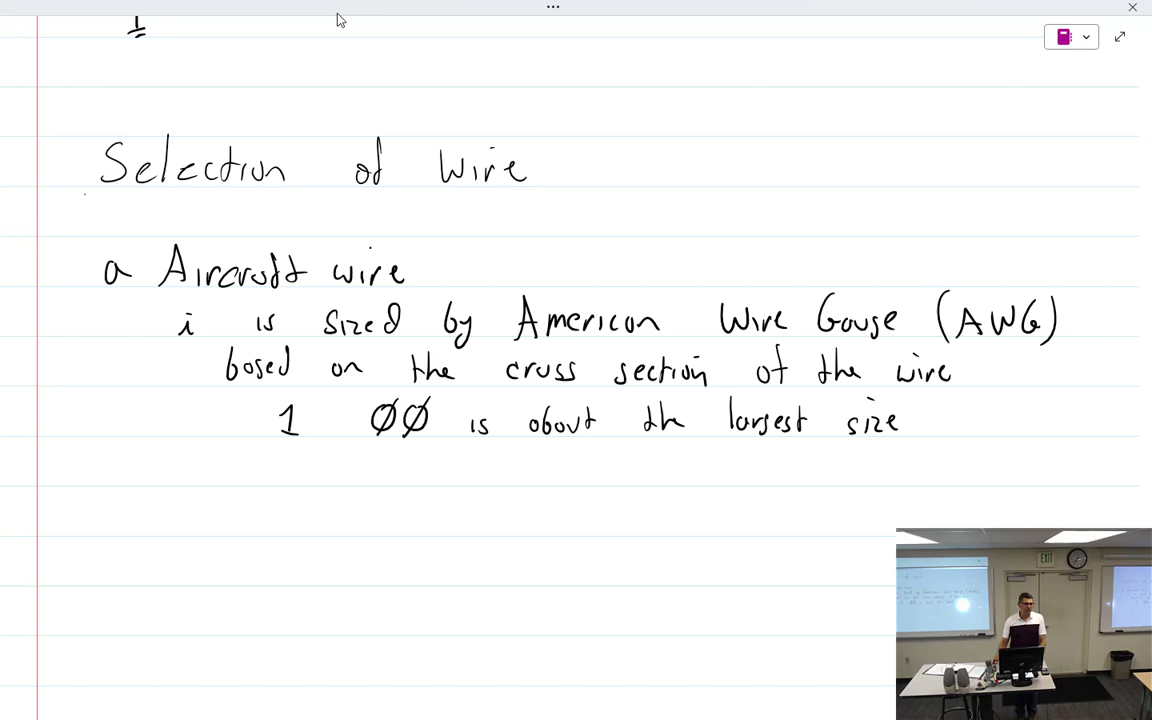 Selection of wire
a Aircraft wire
i is sized by American Wire Gauge (AWG)
based on the cross section of the wire
1 ØØ is about the largest size
EXIT